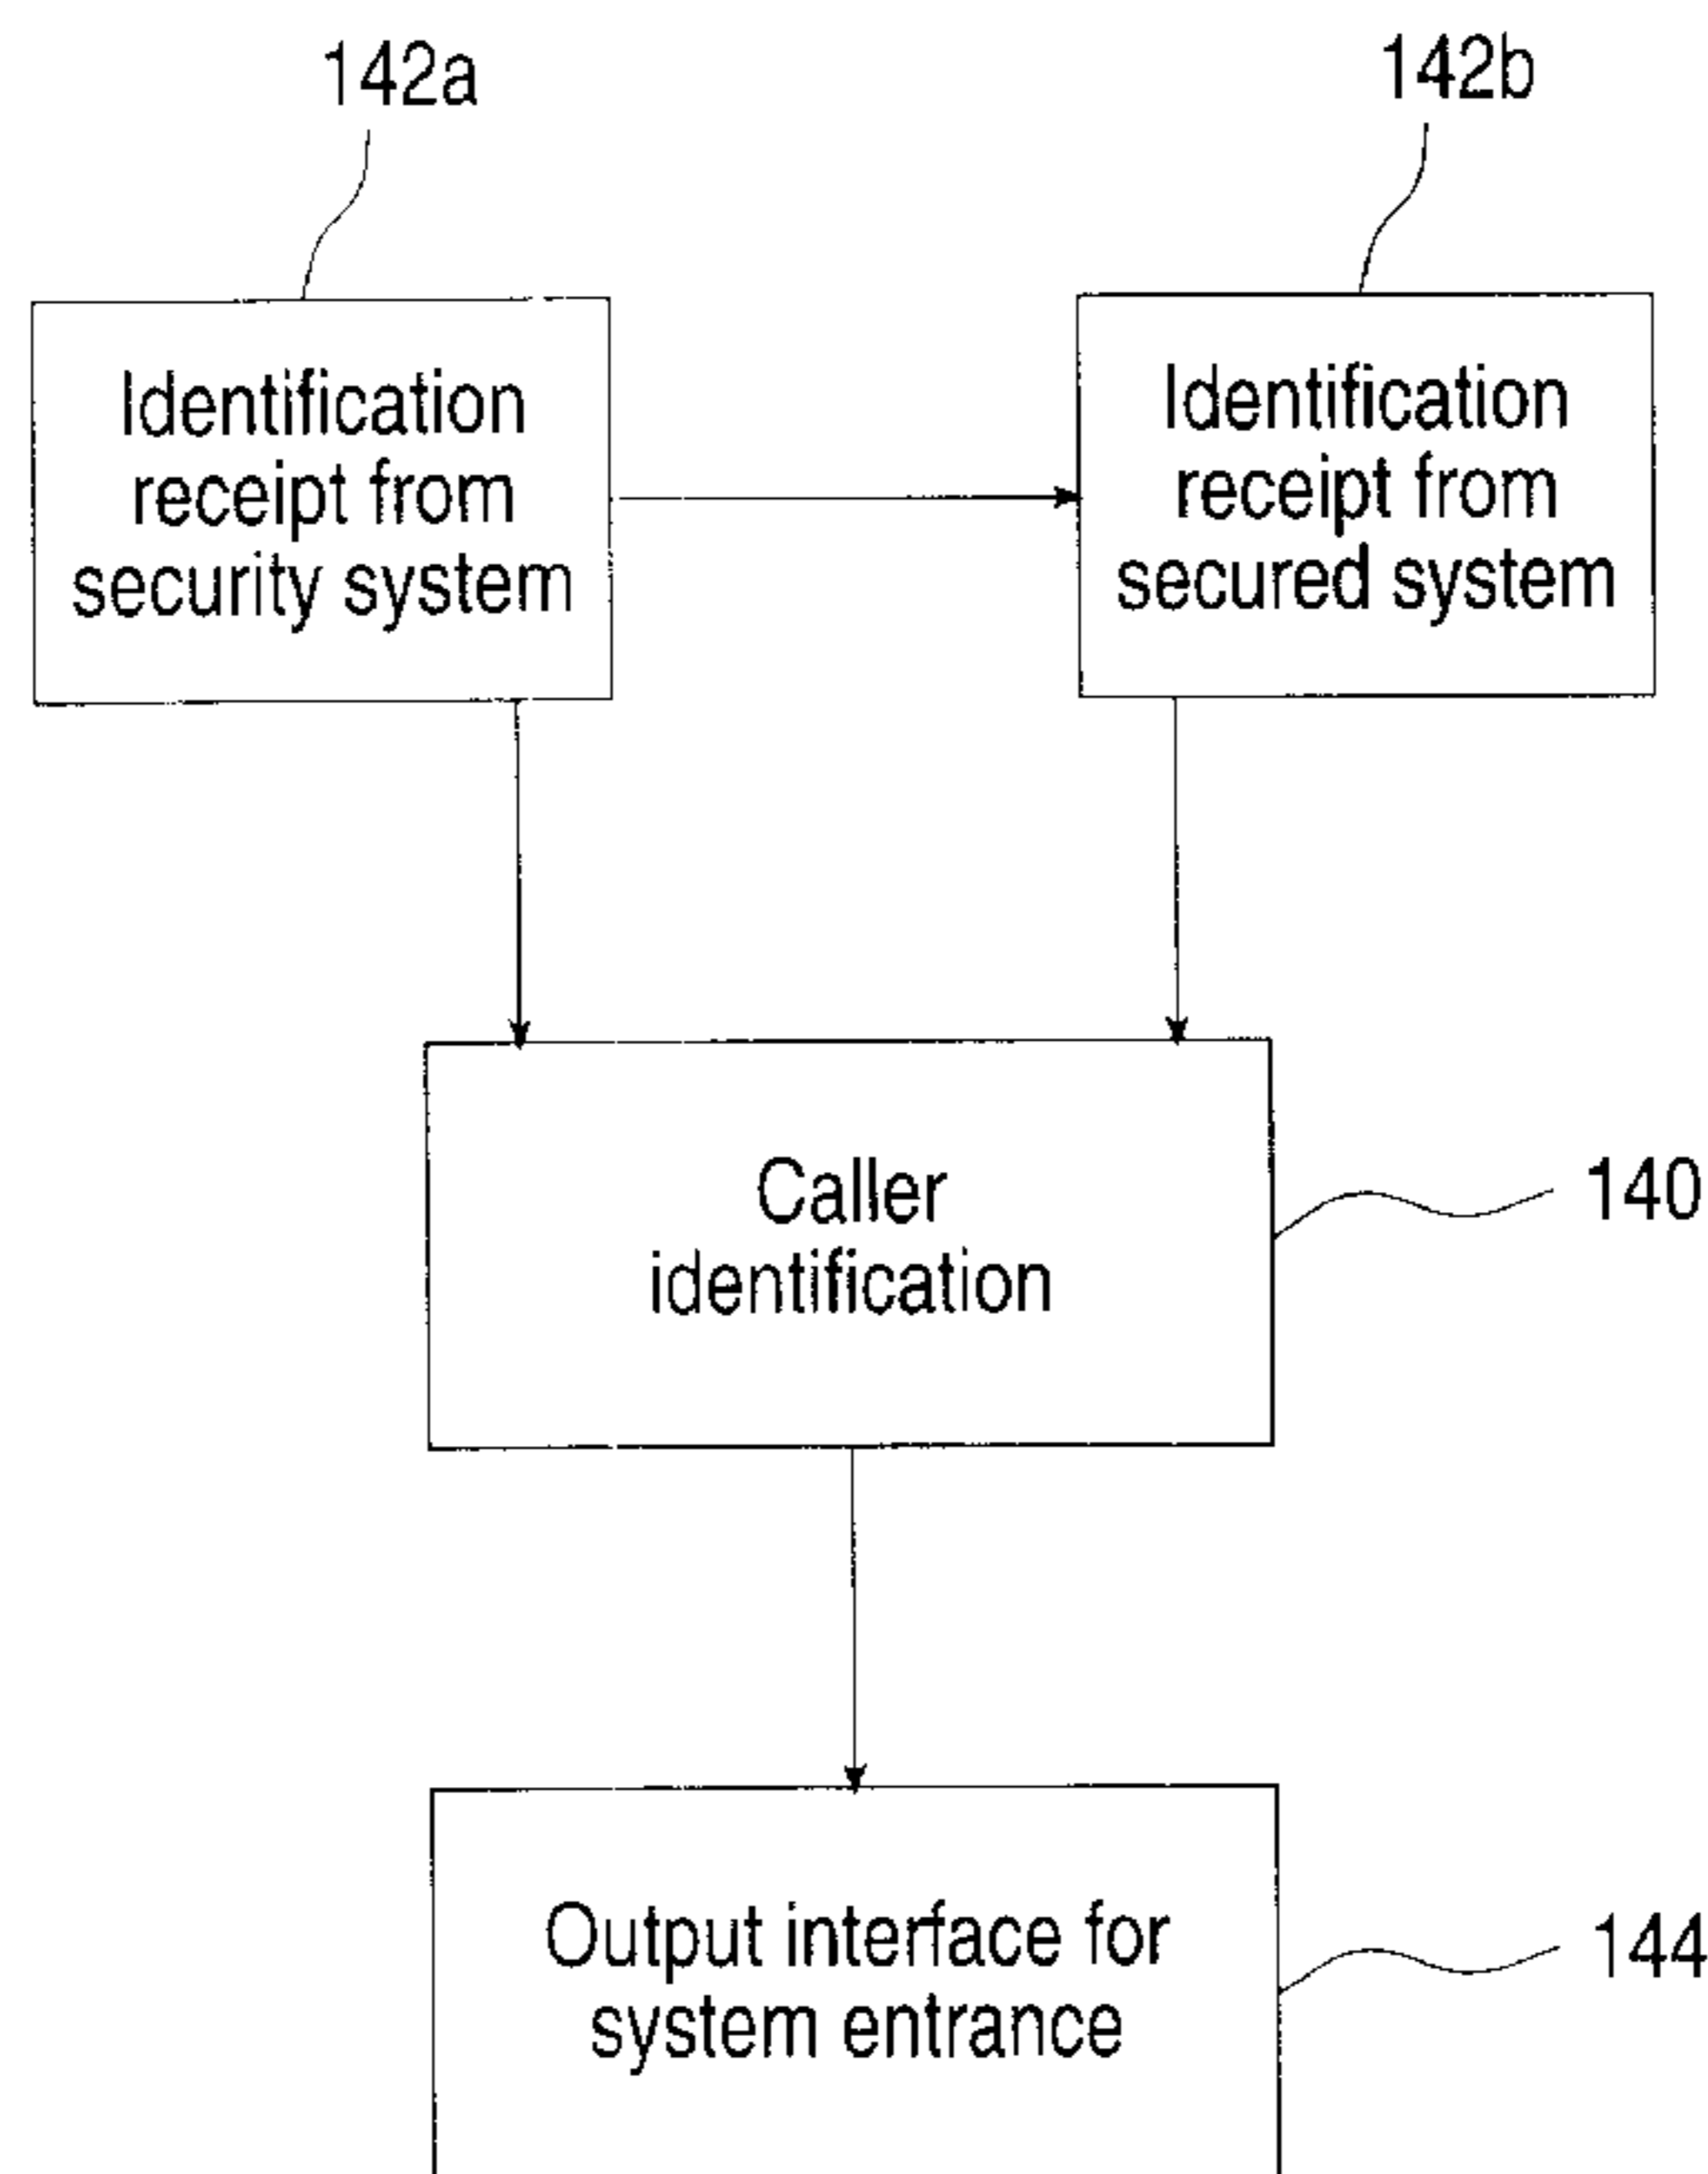 142a
142b
Identification
receipt from
security system
Identification
receipt from
secured system
Caller
identification
140
Output interface for
system entrance
144